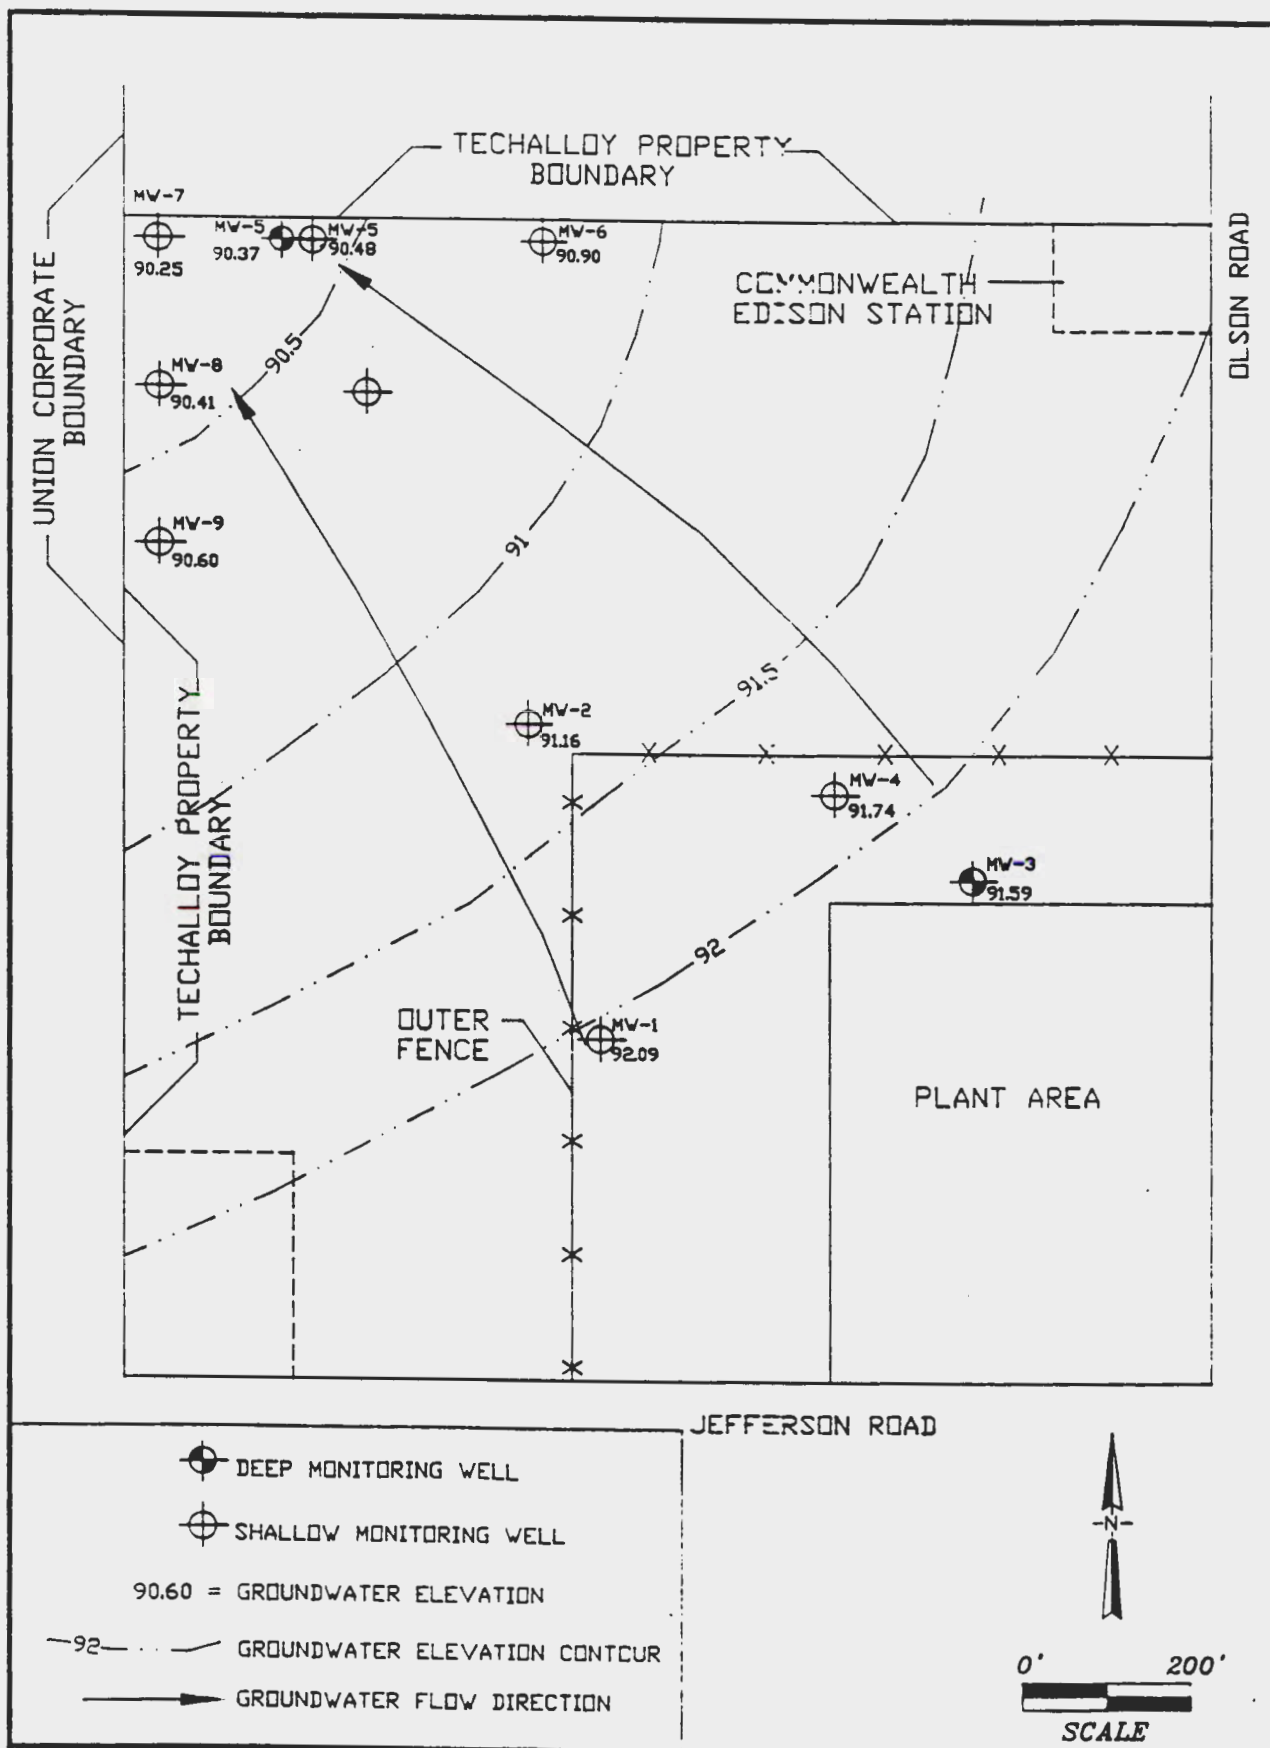 TECHALLOY PROPERTY
BOUNDARY
MW-7
90.25
MW-5
90.37
MW-5
90.48
MW-6
90.90
COMMONWEALTH
EDISON STATION
OLSON ROAD
UNION CORPORATE
BOUNDARY
90.5
MW-8
90.41
MW-9
90.60
91
91.5
MW-2
91.16
MW-4
91.74
MW-3
91.59
TECHALLOY PROPERTY
BOUNDARY
92
OUTER
FENCE
MW-1
92.09
PLANT AREA
JEFFERSON ROAD
DEEP MONITORING WELL
SHALLOW MONITORING WELL
90.60 = GROUNDWATER ELEVATION
92 GROUNDWATER ELEVATION CONTOUR
GROUNDWATER FLOW DIRECTION
N
0' 200'
SCALE